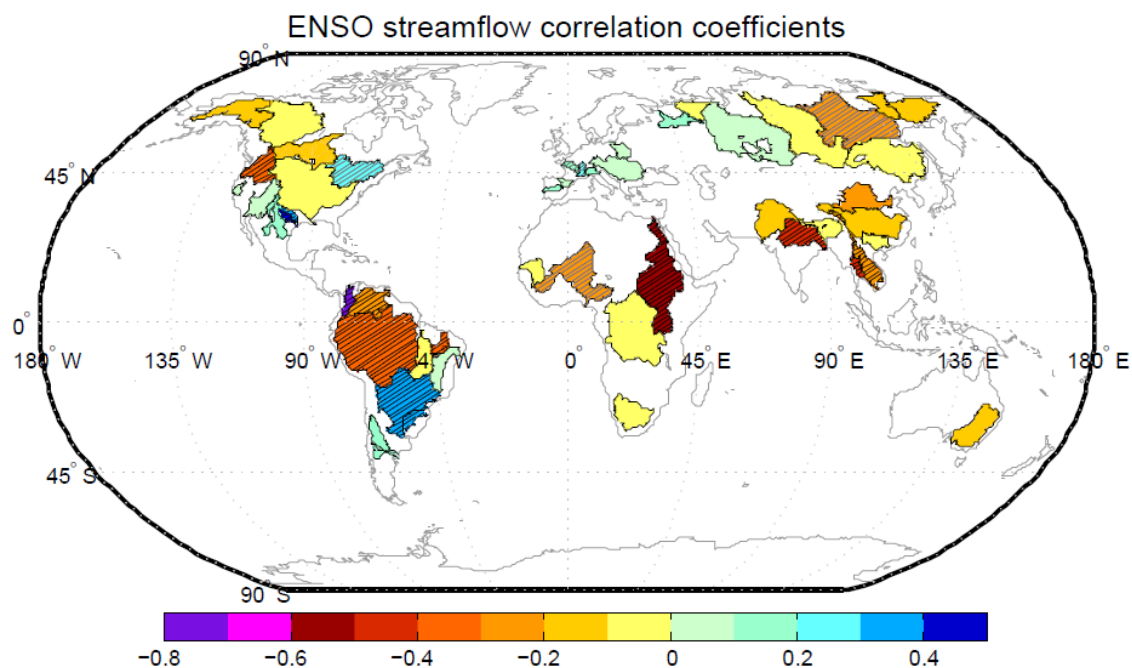 ENSO streamflow correlation coefficients
90° N
45° N
0°
180° W 135° W 90° W 45° W 0° 45° E 90° E 135° E 180° E
45° S
90° S
−0.8 −0.6 −0.4 −0.2 0 0.2 0.4